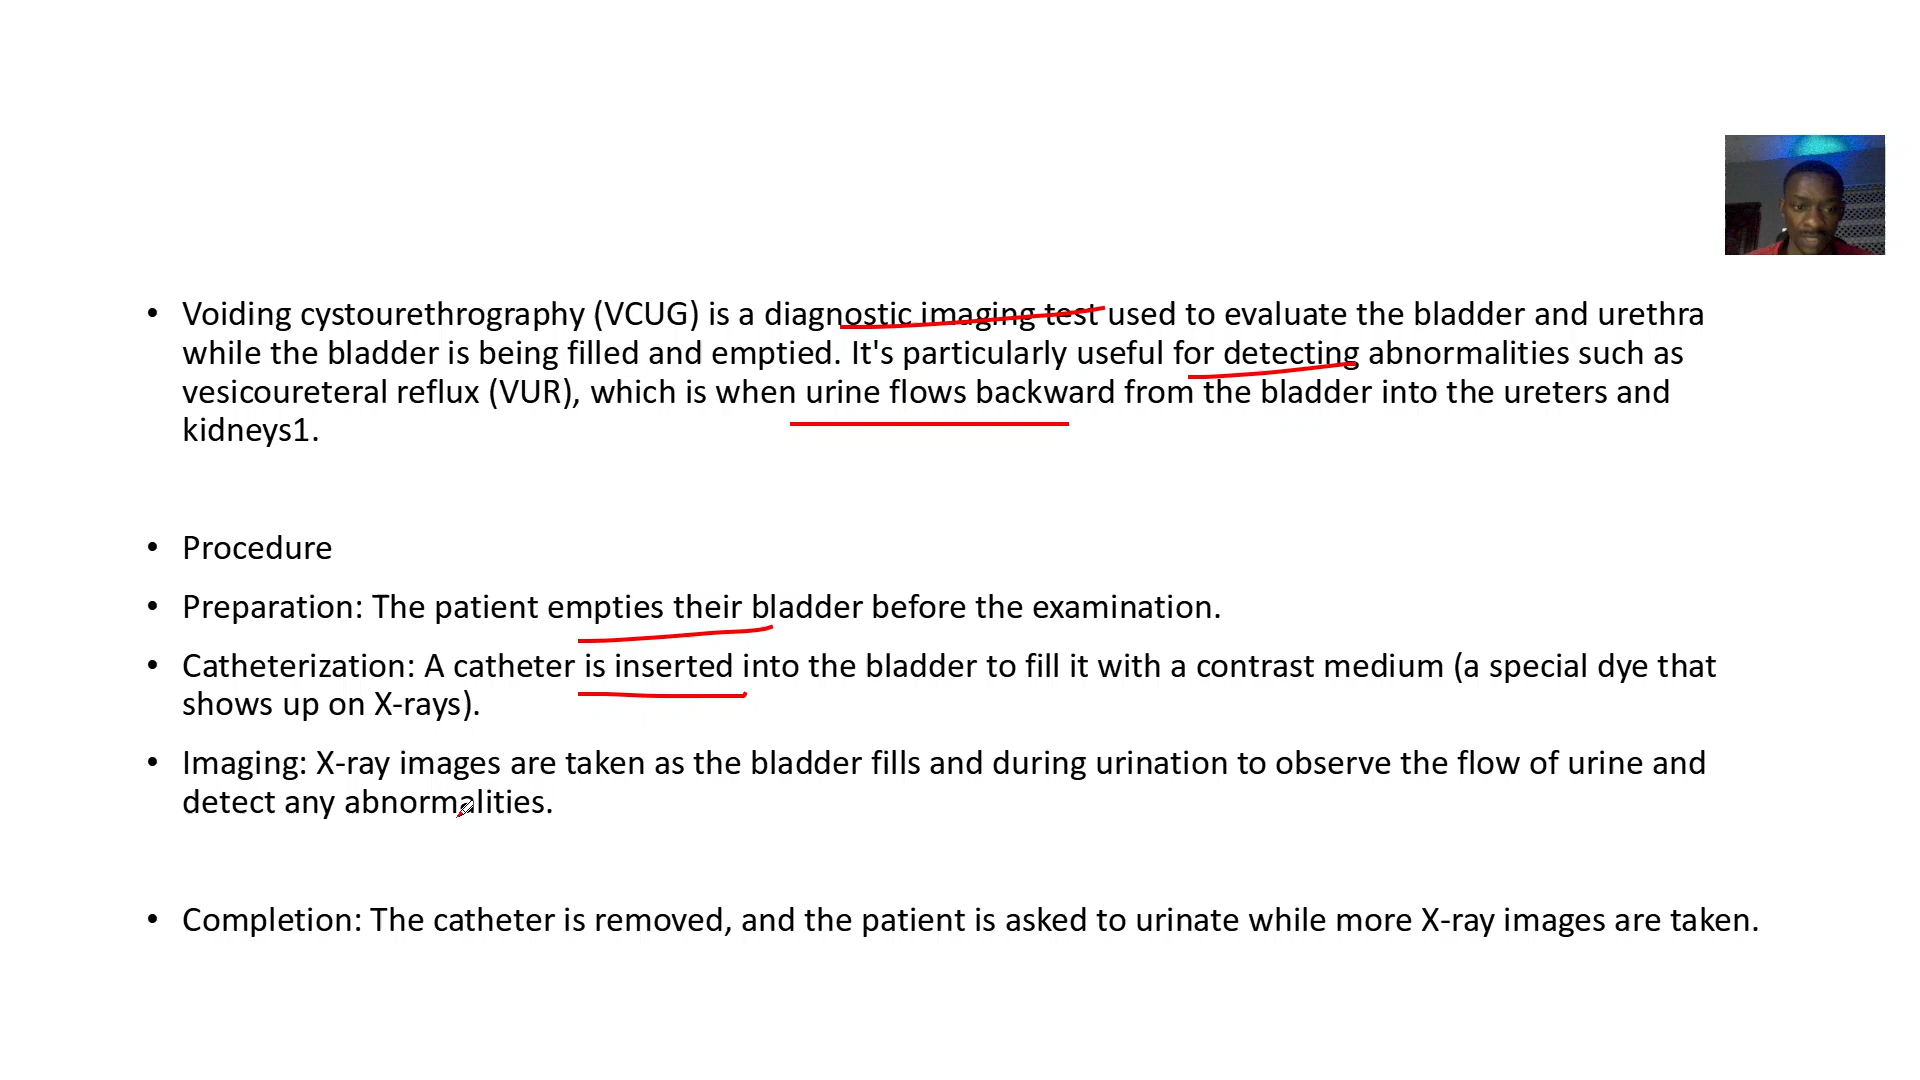 • Voiding cystourethrography (VCUG) is a diagnostic imaging test used to evaluate the bladder and urethra
while the bladder is being filled and emptied. It's particularly useful for detecting abnormalities such as
vesicoureteral reflux (VUR), which is when urine flows backward from the bladder into the ureters and
kidneys1.
• Procedure
• Preparation: The patient empties their bladder before the examination.
• Catheterization: A catheter is inserted into the bladder to fill it with a contrast medium (a special dye that
shows up on X-rays).
• Imaging: X-ray images are taken as the bladder fills and during urination to observe the flow of urine and
detect any abnormalities.
• Completion: The catheter is removed, and the patient is asked to urinate while more X-ray images are taken.